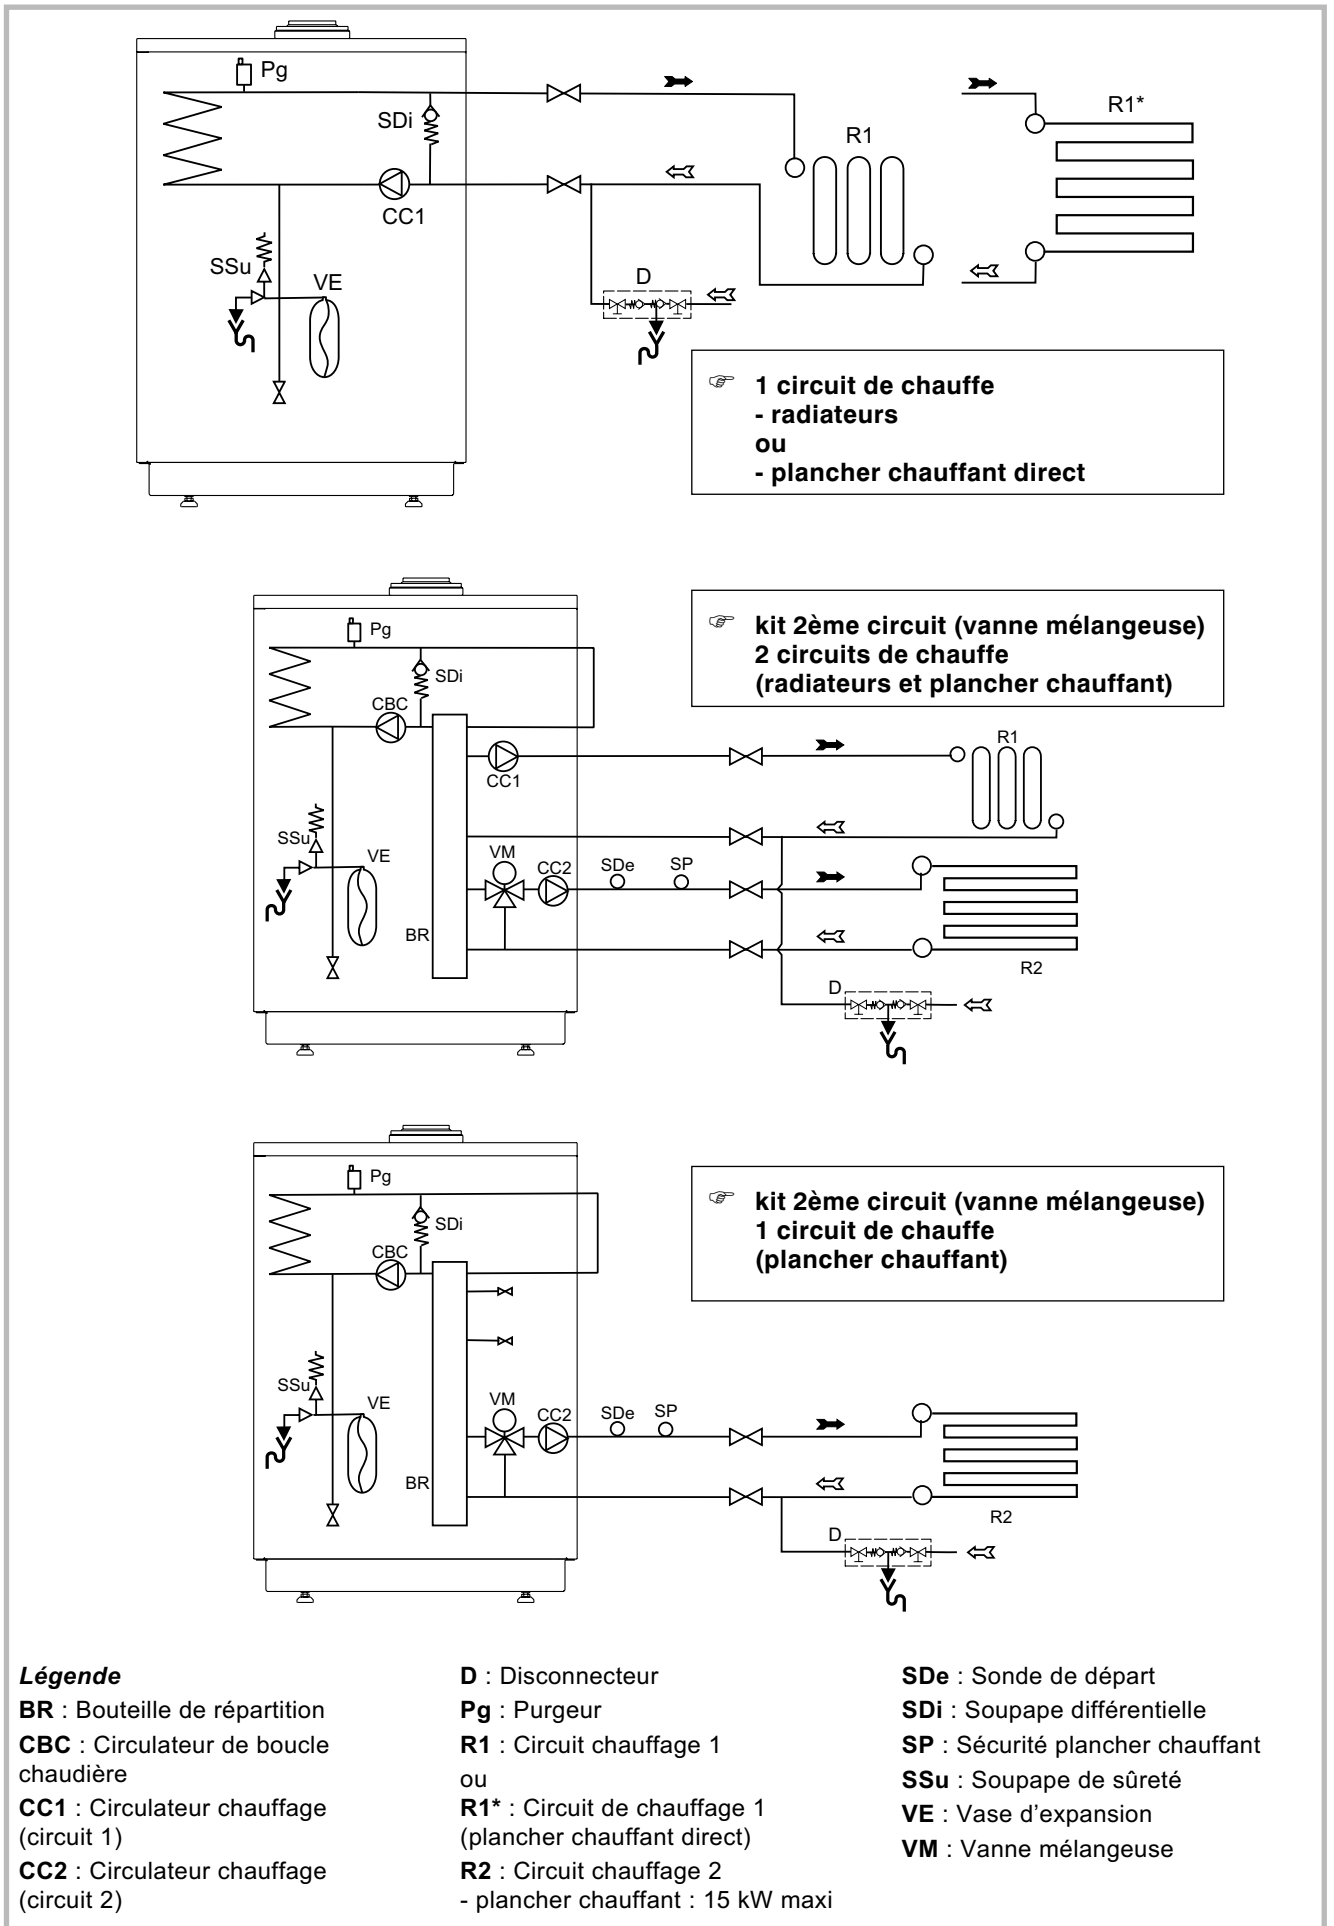 Pg
SDi
CC1
SSu
VE
D
R1
R1*
☞ 1 circuit de chauffe
- radiateurs
ou
- plancher chauffant direct
☞ kit 2ème circuit (vanne mélangeuse)
2 circuits de chauffe
(radiateurs et plancher chauffant)
Pg
SDi
CBC
CC1
R1
SSu
VE
VM
CC2
SDe
SP
BR
R2
D
☞ kit 2ème circuit (vanne mélangeuse)
1 circuit de chauffe
(plancher chauffant)
Pg
SDi
CBC
SSu
VE
VM
CC2
SDe
SP
BR
R2
D
Légende
BR : Bouteille de répartition
CBC : Circulateur de boucle
chaudière
CC1 : Circulateur chauffage
(circuit 1)
CC2 : Circulateur chauffage
(circuit 2)
D : Disconnecteur
Pg : Purgeur
R1 : Circuit chauffage 1
ou
R1* : Circuit de chauffage 1
(plancher chauffant direct)
R2 : Circuit chauffage 2
- plancher chauffant : 15 kW maxi
SDe : Sonde de départ
SDi : Soupape différentielle
SP : Sécurité plancher chauffant
SSu : Soupape de sûreté
VE : Vase d'expansion
VM : Vanne mélangeuse